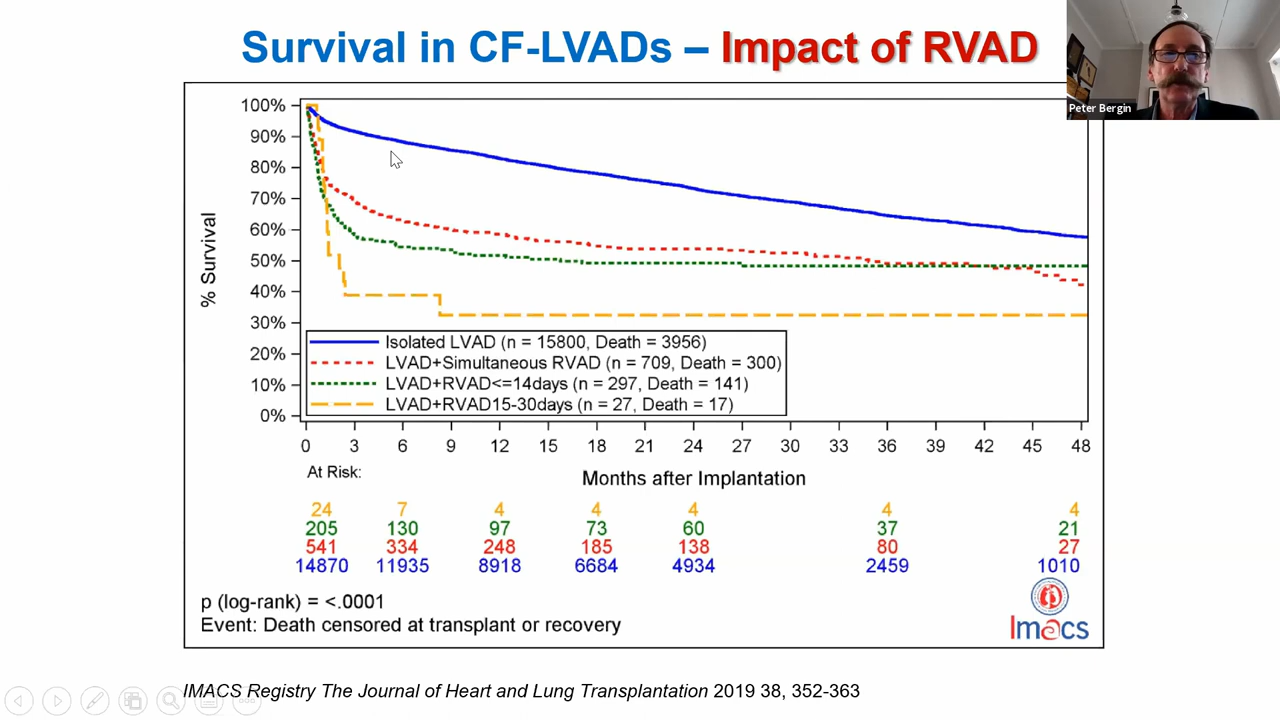 Survival in CF-LVADs – Impact of RVAD
Peter Bergin
100%
90%
80%
70%
60%
50%
40%
30%
20%
10%
0%
% Survival
Isolated LVAD (n = 15800, Death = 3956)
LVAD+Simultaneous RVAD (n = 709, Death = 300)
LVAD+RVAD<=14days (n = 297, Death = 141)
LVAD+RVAD15-30days (n = 27, Death = 17)
0 3 6 9 12 15 18 21 24 27 30 33 36 39 42 45 48
At Risk:
Months after Implantation
24 7 4 4 4 4 4
205 130 97 73 60 37 21
541 334 248 185 138 80 27
14870 11935 8918 6684 4934 2459 1010
p (log-rank) = <.0001
Event: Death censored at transplant or recovery
Imacs
IMACS Registry The Journal of Heart and Lung Transplantation 2019 38, 352-363